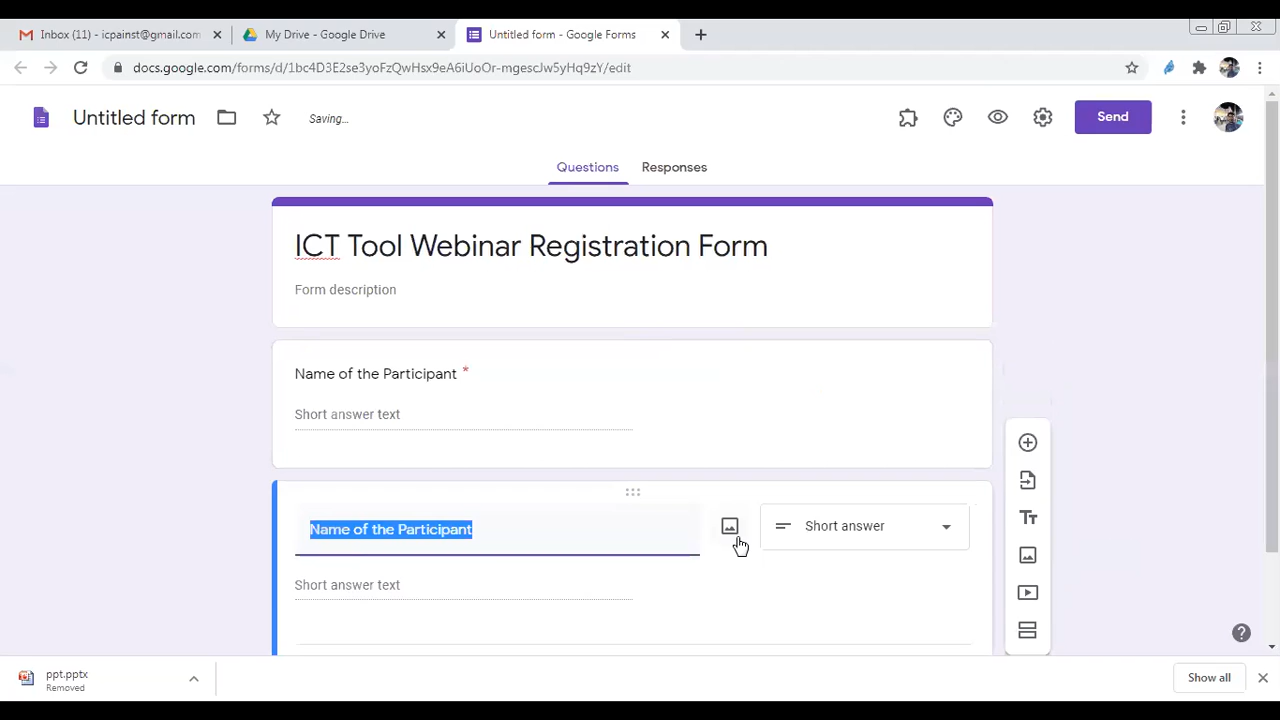 Inbox (11) - icpainst@gmail.com
My Drive - Google Drive
Untitled form - Google Forms
docs.google.com/forms/d/1bc4D3E2se3yoFzQwHsx9eA6iUoOr-mgescJw5yHq9zY/edit
Untitled form
Saving...
Send
Questions
Responses
ICT Tool Webinar Registration Form
Form description
Name of the Participant *
Short answer text
Name of the Participant
Short answer
Short answer text
Tт
ppt.pptx
Removed
Show all